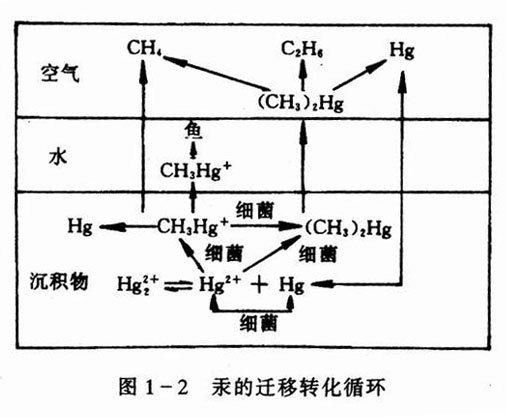 CH₄ C₂H₆ Hg
空气
(CH₃)₂Hg
鱼
水
CH₃Hg⁺
细菌
Hg CH₃Hg⁺ (CH₃)₂Hg
细菌 细菌
沉积物 Hg₂²⁺ Hg²⁺ + Hg
细菌
图1-2 汞的迁移转化循环